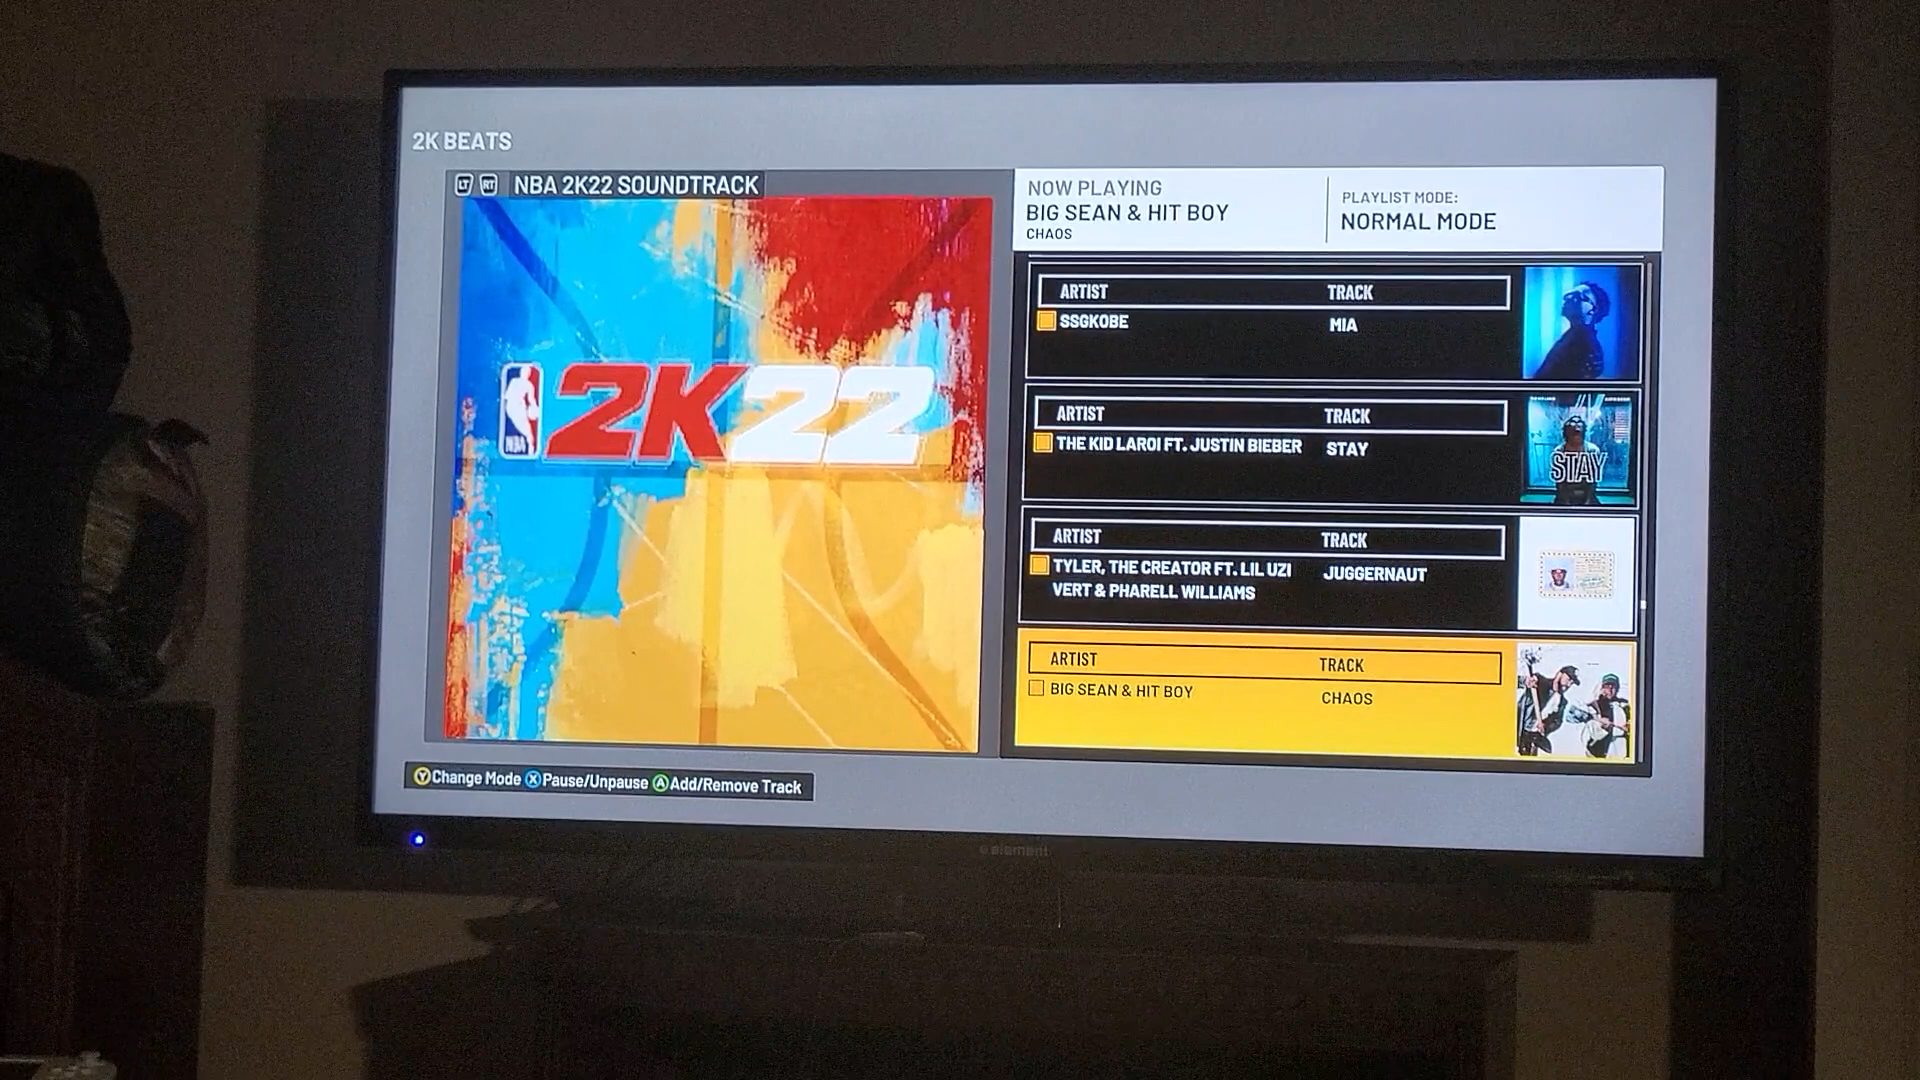 2K BEATS
LT RT NBA 2K22 SOUNDTRACK
NBA 2K22
NOW PLAYING
BIG SEAN & HIT BOY
CHAOS
PLAYLIST MODE:
NORMAL MODE
ARTIST TRACK
SSGKOBE MIA
ARTIST TRACK
THE KID LAROI FT. JUSTIN BIEBER STAY
STAY
ARTIST TRACK
TYLER, THE CREATOR FT. LIL UZI JUGGERNAUT
VERT & PHARELL WILLIAMS
ARTIST TRACK
BIG SEAN & HIT BOY CHAOS
Y Change Mode X Pause/Unpause A Add/Remove Track
element